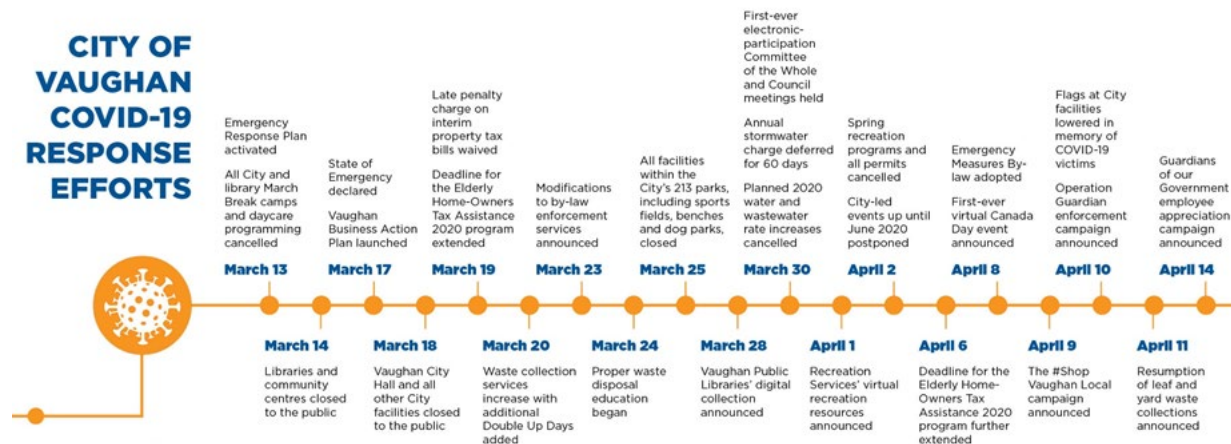 CITY OF
VAUGHAN
COVID-19
RESPONSE
EFFORTS
Emergency
Response Plan
activated
All City and
library March
Break camps
and daycare
programming
cancelled
March 13
March 14
Libraries and
community
centres closed
to the public
State of
Emergency
declared
Vaughan
Business Action
Plan launched
March 17
March 18
Vaughan City
Hall and all
other City
facilities closed
to the public
Late penalty
charge on
interim
property tax
bills waived
Deadline for
the Elderly
Home-Owners
Tax Assistance
2020 program
extended
March 19
March 20
Waste collection
services
increase with
additional
Double Up Days
added
Modifications
to by-law
enforcement
services
announced
March 23
March 24
Proper waste
disposal
education
began
All facilities
within the
City's 213 parks,
including sports
fields, benches
and dog parks,
closed
March 25
March 28
Vaughan Public
Libraries' digital
collection
announced
First-ever
electronic-
participation
Committee
of the Whole
and Council
meetings held
Annual
stormwater
charge deferred
for 60 days
Planned 2020
water and
wastewater
rate increases
cancelled
March 30
April 1
Recreation
Services' virtual
recreation
resources
announced
Spring
recreation
programs and
all permits
cancelled
City-led
events up until
June 2020
postponed
April 2
April 6
Deadline for the
Elderly Home-
Owners Tax
Assistance 2020
program further
extended
Emergency
Measures By-
law adopted
First-ever
virtual Canada
Day event
announced
April 8
April 9
The #Shop
Vaughan Local
campaign
announced
Flags at City
facilities
lowered in
memory of
COVID-19
victims
Operation
Guardian
enforcement
campaign
announced
April 10
April 11
Resumption
of leaf and
yard waste
collections
announced
Guardians
of our
Government
employee
appreciation
campaign
announced
April 14